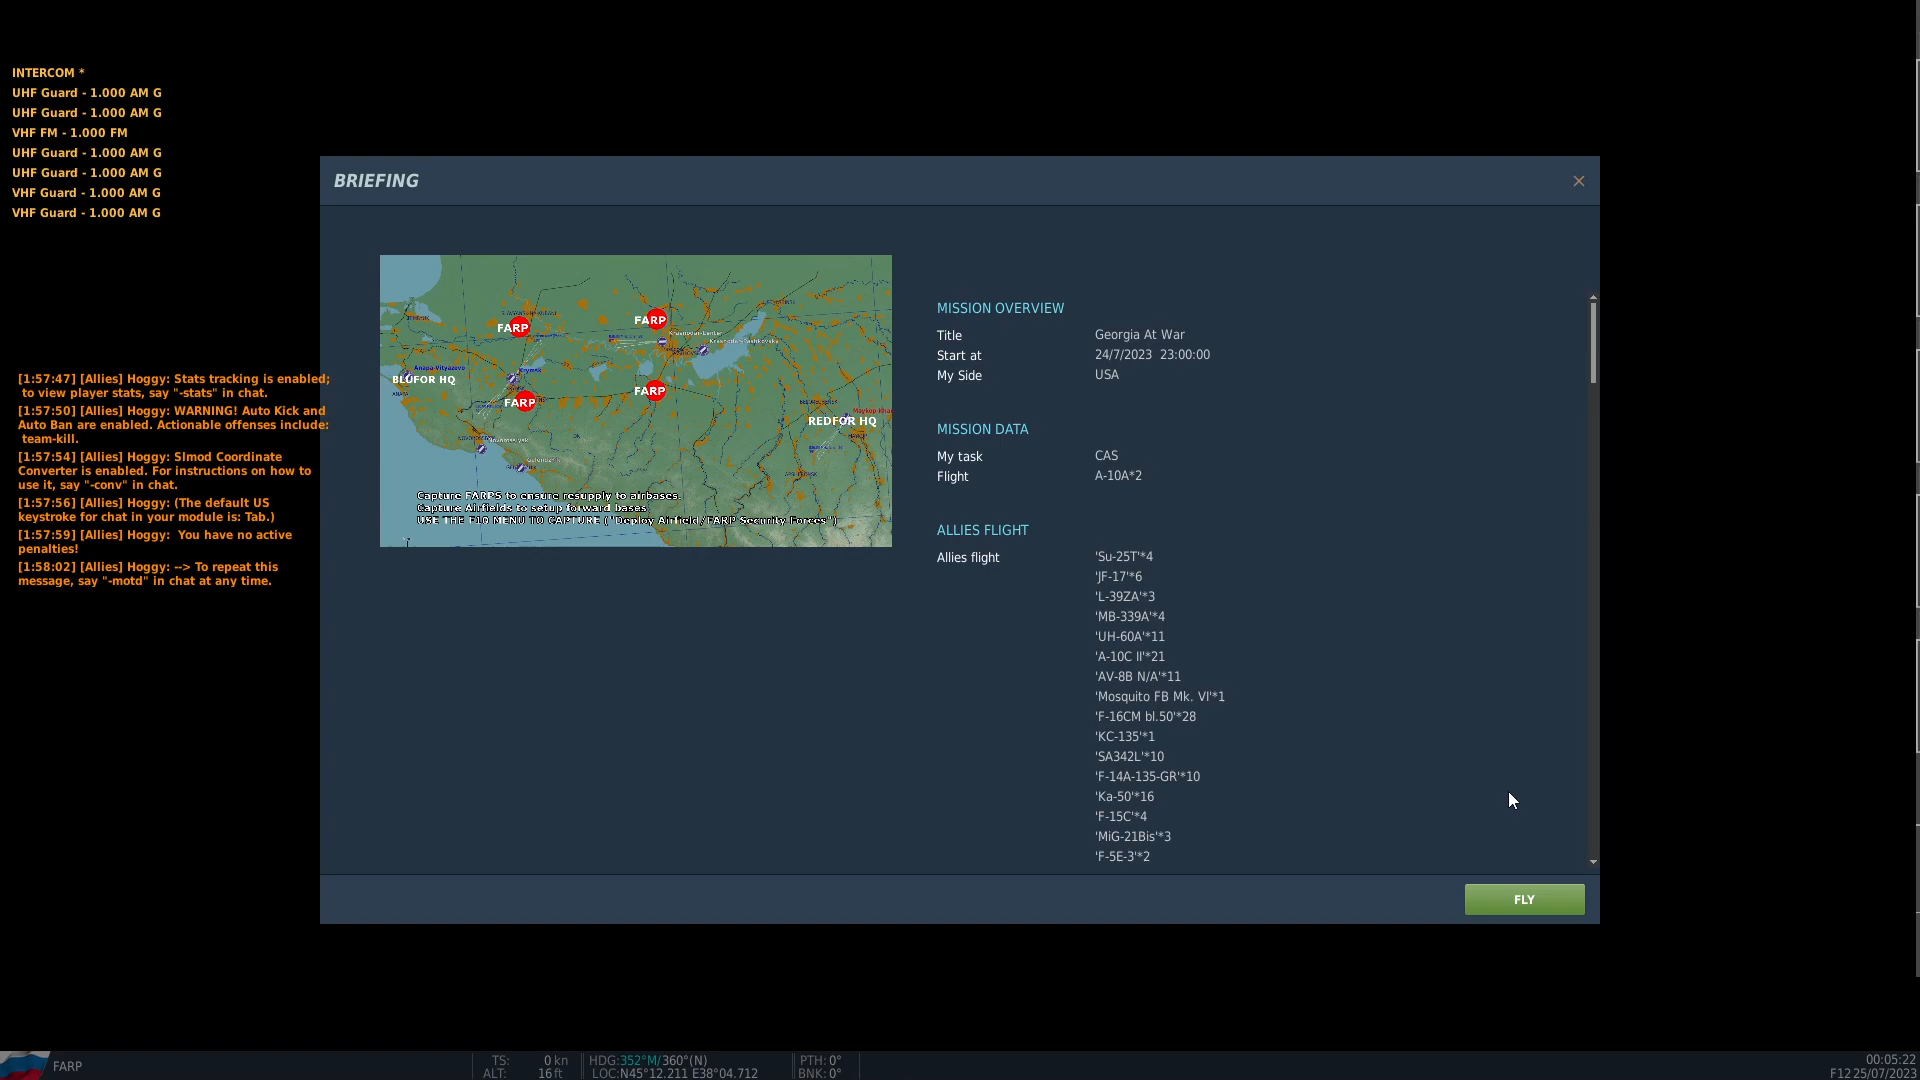 INTERCOM *
UHF Guard - 1.000 AM G
UHF Guard - 1.000 AM G
VHF FM - 1.000 FM
UHF Guard - 1.000 AM G
UHF Guard - 1.000 AM G
VHF Guard - 1.000 AM G
VHF Guard - 1.000 AM G
[1:57:47] [Allies] Hoggy: Stats tracking is enabled;
to view player stats, say "-stats" in chat.
[1:57:50] [Allies] Hoggy: WARNING! Auto Kick and
Auto Ban are enabled. Actionable offenses include:
team-kill.
[1:57:54] [Allies] Hoggy: Slmod Coordinate
Converter is enabled. For instructions on how to
use it, say "-conv" in chat.
[1:57:56] [Allies] Hoggy: (The default US
keystroke for chat in your module is: Tab.)
[1:57:59] [Allies] Hoggy: You have no active
penalties!
[1:58:02] [Allies] Hoggy: --> To repeat this
message, say "-motd" in chat at any time.
BRIEFING
FARP
FARP
Krasnodar-Center
Krasnodar-Pashkovsky
Anapa-Vityazevo
Krymsk
BLUFOR HQ
ANAPA
FARP
FARP
REDFOR HQ
Novorossiysk
Gelendzhik
Capture FARPS to ensure resupply to airbases.
Capture Airfields to setup forward bases
USE THE F10 MENU TO CAPTURE ("Deploy Airfield/FARP Security Forces")
MISSION OVERVIEW
Title Georgia At War
Start at 24/7/2023 23:00:00
My Side USA
MISSION DATA
My task CAS
Flight A-10A*2
ALLIES FLIGHT
Allies flight 'Su-25T'*4
'JF-17'*6
'L-39ZA'*3
'MB-339A'*4
'UH-60A'*11
'A-10C II'*21
'AV-8B N/A'*11
'Mosquito FB Mk. VI'*1
'F-16CM bl.50'*28
'KC-135'*1
'SA342L'*10
'F-14A-135-GR'*10
'Ka-50'*16
'F-15C'*4
'MiG-21Bis'*3
'F-5E-3'*2
FLY
FARP
TS: 0 kn
ALT: 16 ft
HDG:352°M/360°(N)
LOC:N45°12.211 E38°04.712
PTH: 0°
BNK: 0°
00:05:22
F12 25/07/2023